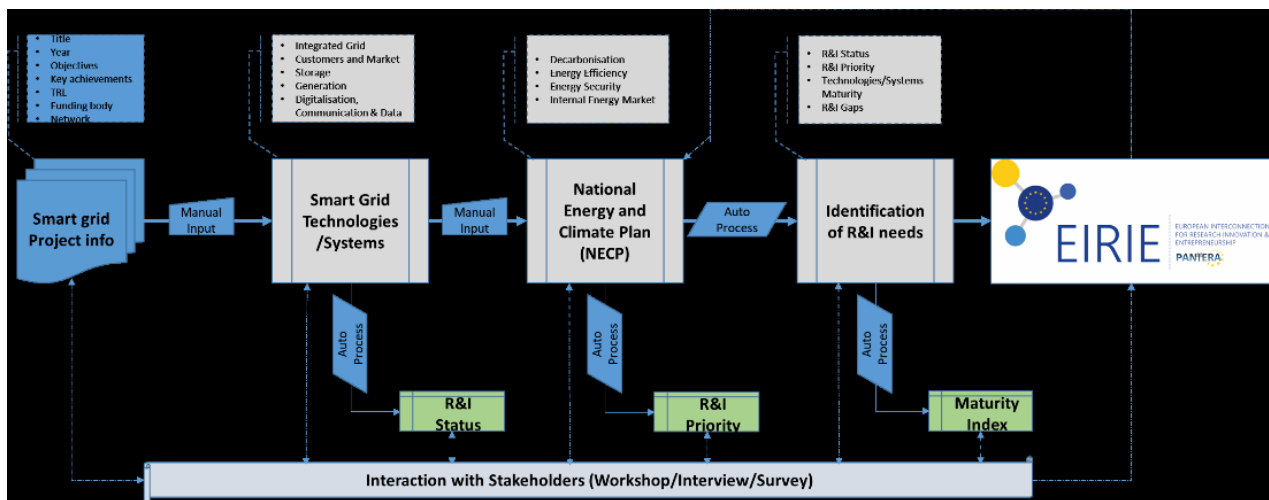 • Title
• Year
• Objectives
• Key achievements
• TRL
• Funding body
• Network
• Integrated Grid
• Customers and Market
• Storage
• Generation
• Digitalisation,
Communication & Data
• Decarbonisation
• Energy Efficiency
• Energy Security
• Internal Energy Market
• R&I Status
• R&I Priority
• Technologies/Systems
Maturity
• R&I Gaps
Smart grid
Project info
Manual
Input
Smart Grid
Technologies
/Systems
Manual
Input
National
Energy and
Climate Plan
(NECP)
Auto
Process
Identification
of R&I needs
EIRIE
EUROPEAN INTERCONNECTION
FOR RESEARCH INNOVATION &
ENTREPRENEURSHIP
PANTERA
Auto
Process
Auto
Process
Auto
Process
R&I
Status
R&I
Priority
Maturity
Index
Interaction with Stakeholders (Workshop/Interview/Survey)